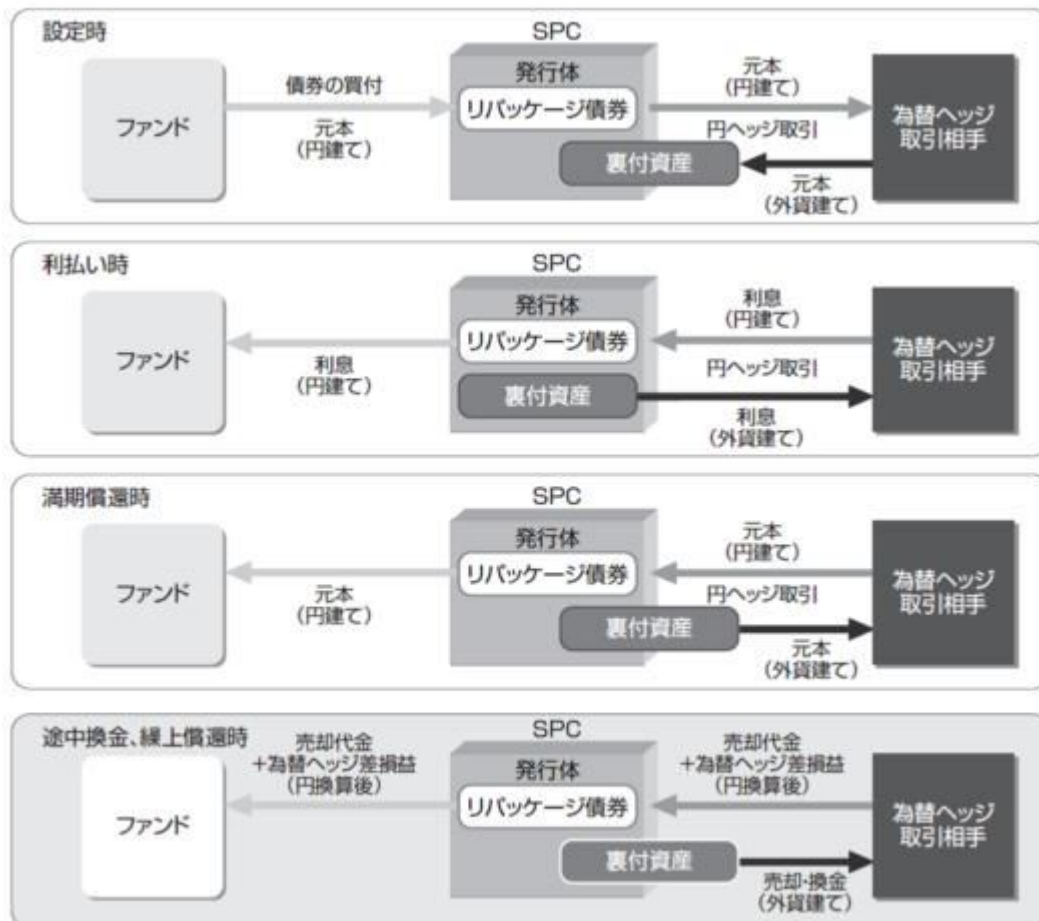 設定時
SPC
ファンド
債券の買付
元本
(円建て)
発行体
リパッケージ債券
裏付資産
元本
(円建て)
円ヘッジ取引
元本
(外貨建て)
為替ヘッジ
取引相手
利払い時
SPC
ファンド
利息
(円建て)
発行体
リパッケージ債券
裏付資産
利息
(円建て)
円ヘッジ取引
利息
(外貨建て)
為替ヘッジ
取引相手
満期償還時
SPC
ファンド
元本
(円建て)
発行体
リパッケージ債券
裏付資産
元本
(円建て)
円ヘッジ取引
元本
(外貨建て)
為替ヘッジ
取引相手
途中換金、繰上償還時
SPC
ファンド
売却代金
+為替ヘッジ差損益
(円換算後)
発行体
リパッケージ債券
裏付資産
売却代金
+為替ヘッジ差損益
(円換算後)
売却・換金
(外貨建て)
為替ヘッジ
取引相手